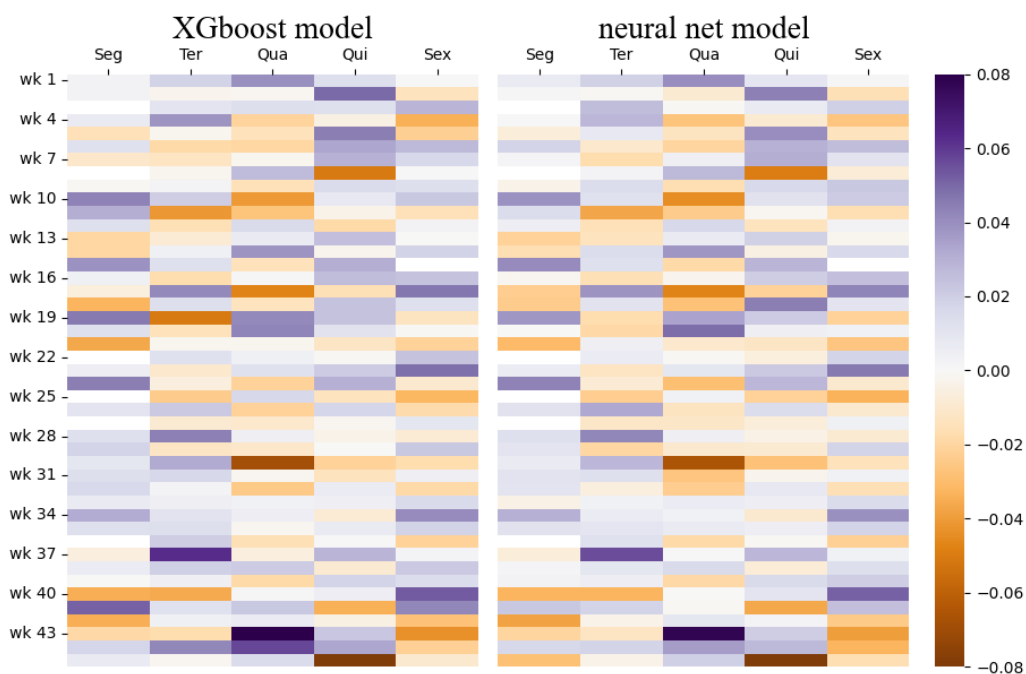 XGboost model neural net model
Seg Ter Qua Qui Sex Seg Ter Qua Qui Sex
wk 1
wk 4
wk 7
wk 10
wk 13
wk 16
wk 19
wk 22
wk 25
wk 28
wk 31
wk 34
wk 37
wk 40
wk 43
0.08
0.06
0.04
0.02
0.00
−0.02
−0.04
−0.06
−0.08